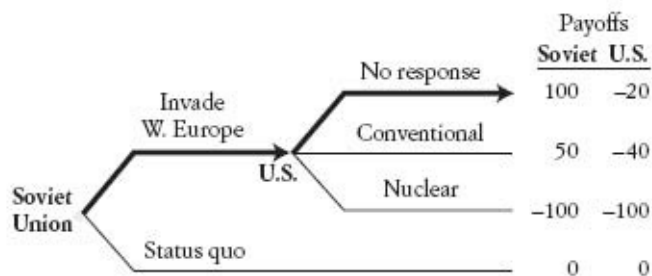 Payoffs
Soviet U.S.
No response 100 –20
Invade
W. Europe
Conventional 50 –40
U.S.
Nuclear –100 –100
Soviet
Union
Status quo 0 0